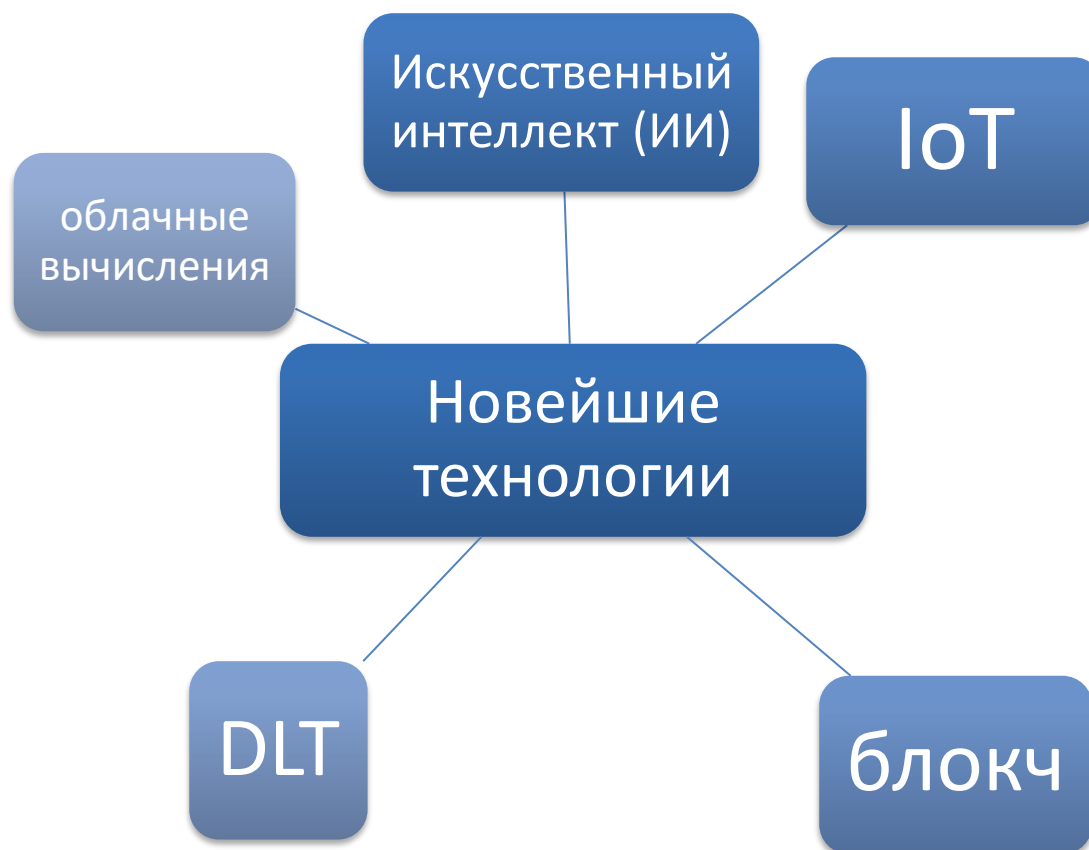 Искусственный
интеллект (ИИ)
IoT
облачные
вычисления
Новейшие
технологии
DLT
блокч